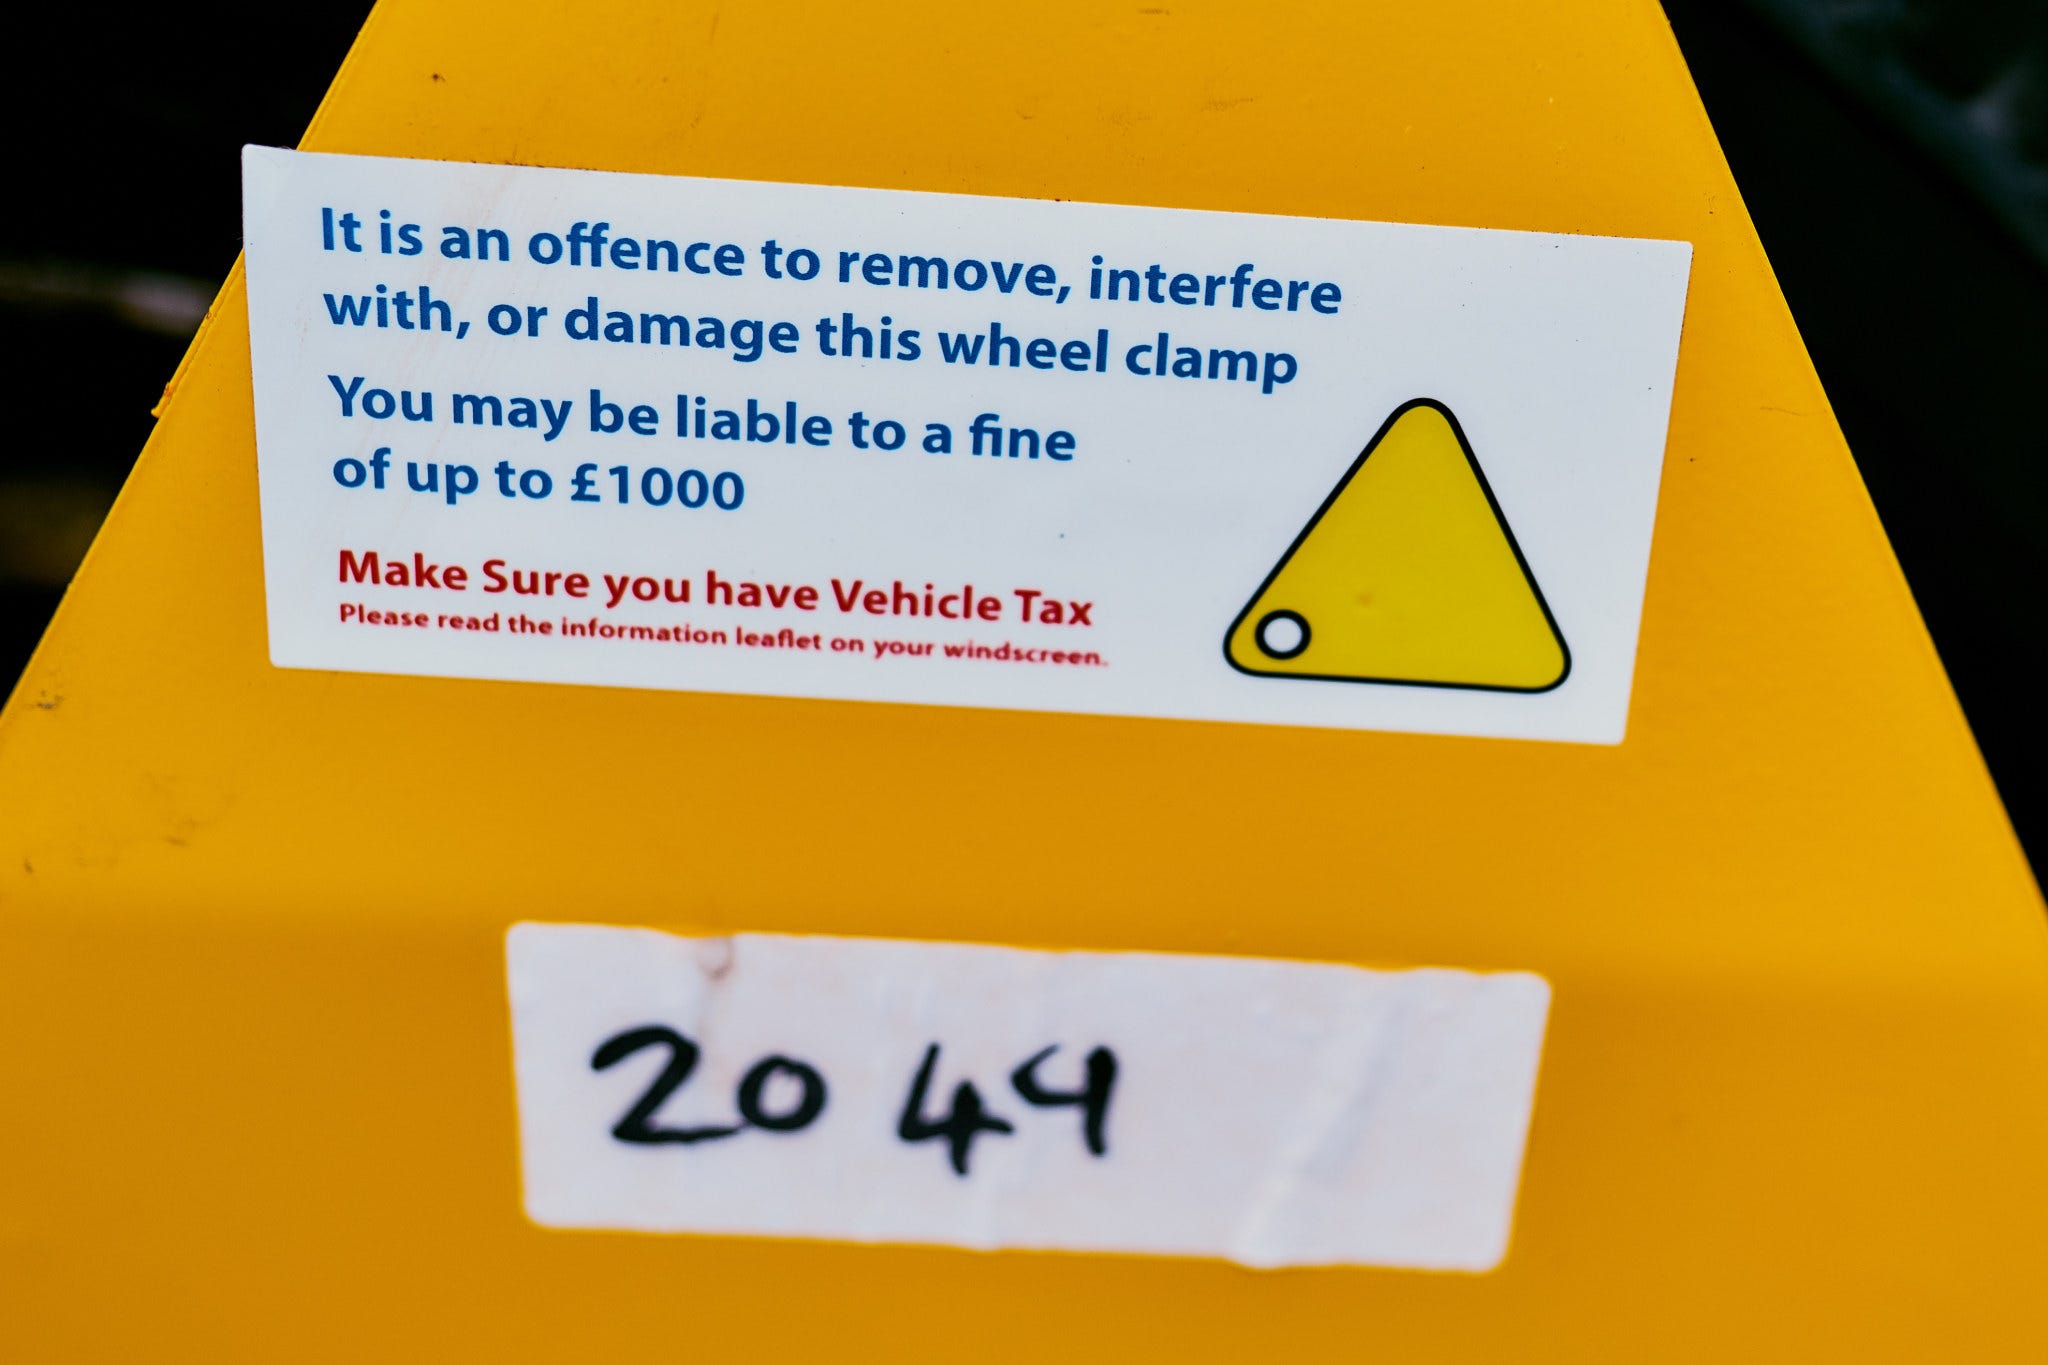 It is an offence to remove, interfere
with, or damage this wheel clamp
You may be liable to a fine
of up to £1000
Make Sure you have Vehicle Tax
Please read the information leaflet on your windscreen.
2044